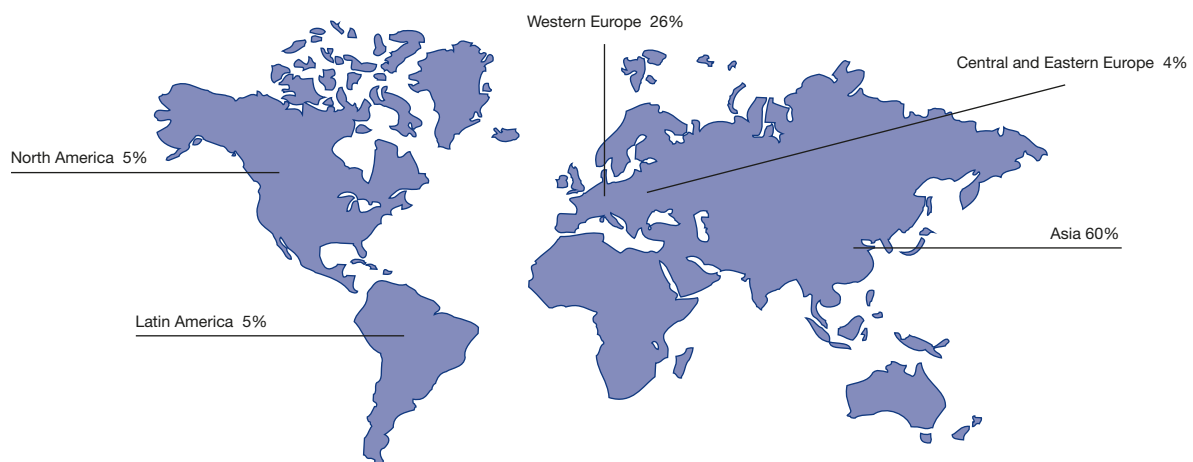 Western Europe 26%
Central and Eastern Europe 4%
North America 5%
Asia 60%
Latin America 5%